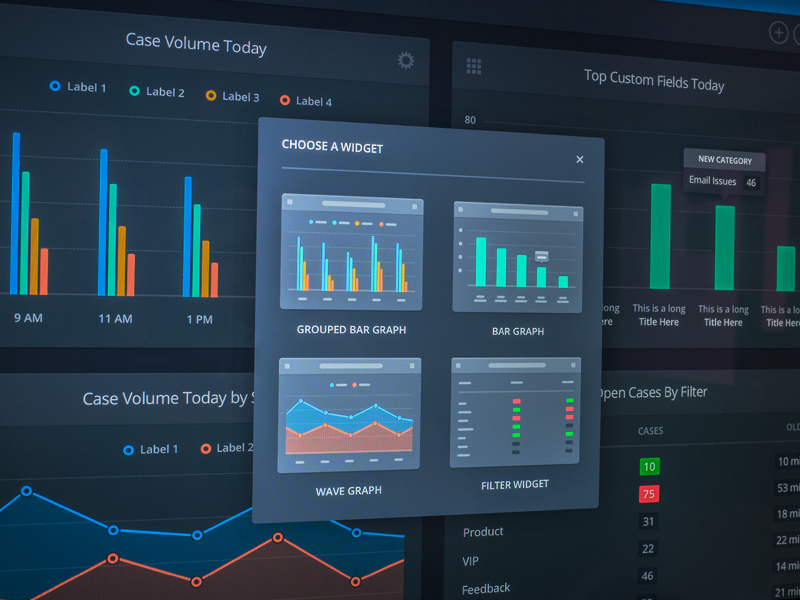 Case Volume Today
Label 1
Label 2
Label 3
Label 4
9 AM
11 AM
1 PM
Top Custom Fields Today
80
NEW CATEGORY
Email Issues 46
This is a long
Title Here
This is a long
Title Here
This is a lo
Title Here
CHOOSE A WIDGET
GROUPED BAR GRAPH
BAR GRAPH
WAVE GRAPH
FILTER WIDGET
Case Volume Today by
Label 1
Label 2
Open Cases By Filter
CASES
OLD
10
10 mi
75
53 mi
31
18 mi
Product
22
22 mi
VIP
46
14 mi
Feedback
21 mi